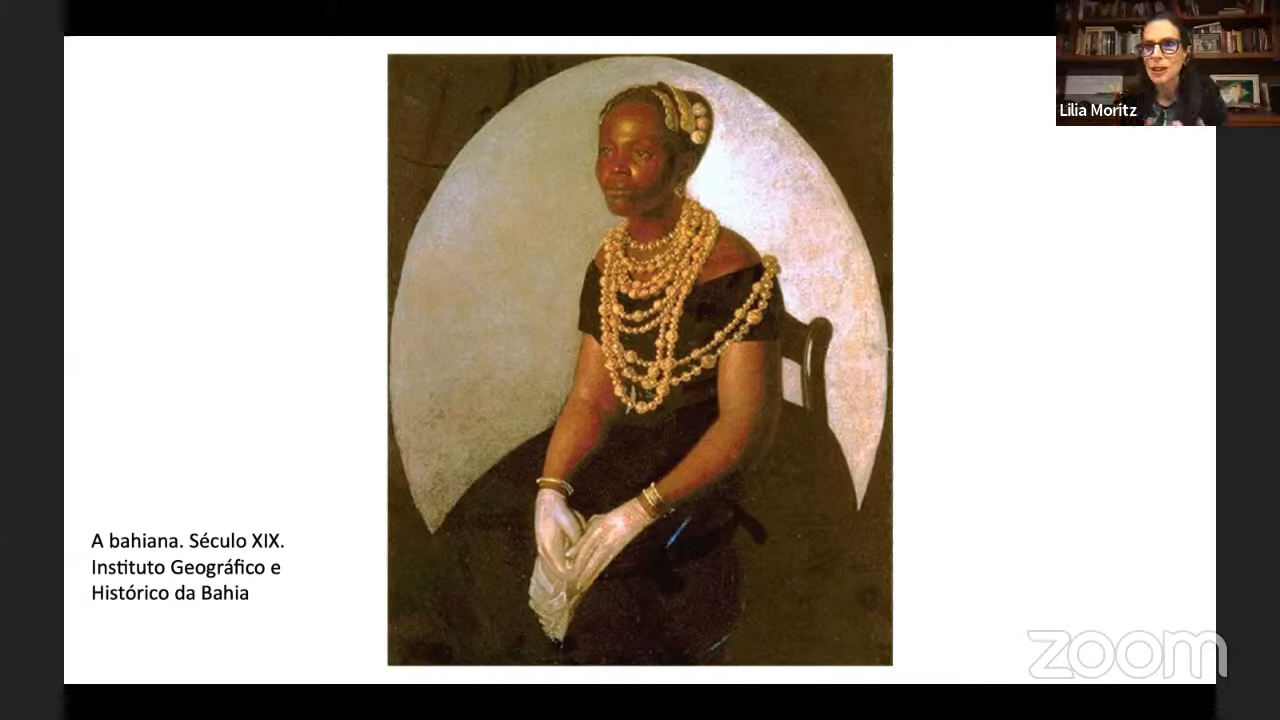 Lilia Moritz
A bahiana. Século XIX.
Instituto Geográfico e
Histórico da Bahia
zoom